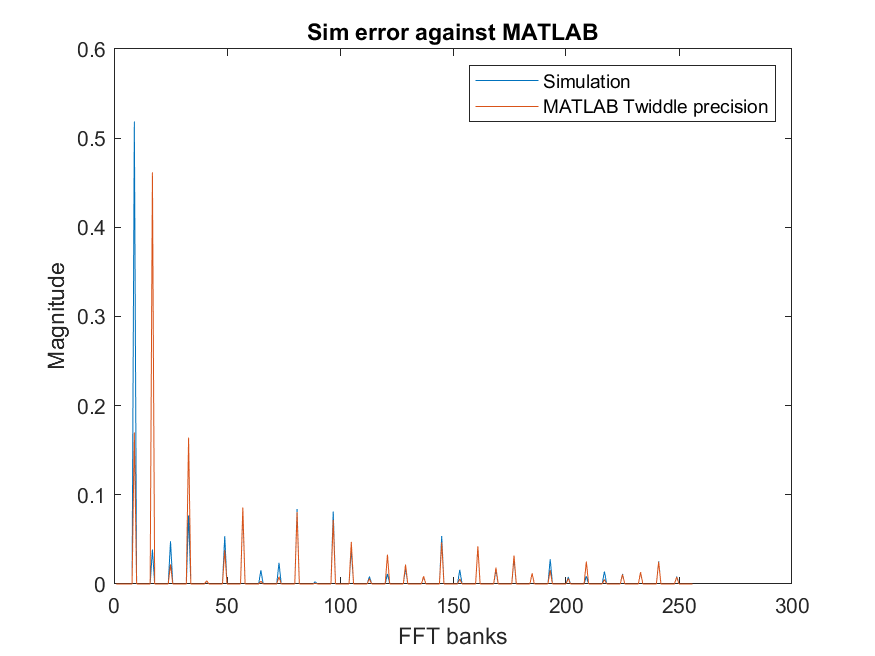 Sim error against MATLAB
Simulation
MATLAB Twiddle precision
0.6
0.5
0.4
0.3
0.2
0.1
0
Magnitude
0 50 100 150 200 250 300
FFT banks